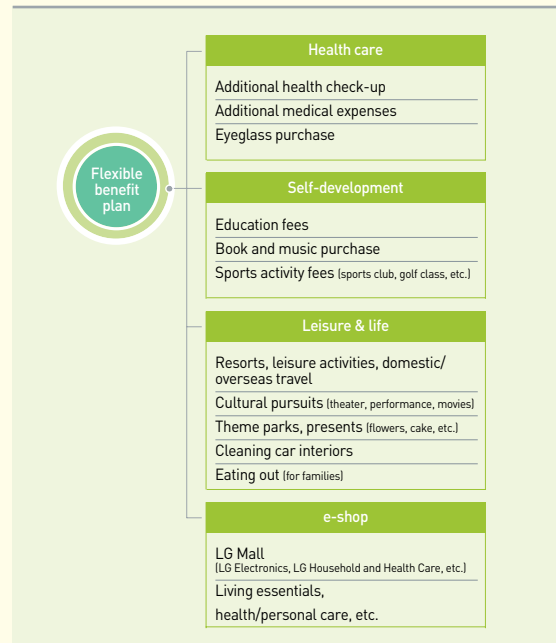 Flexible
benefit
plan
Health care
Additional health check-up
Additional medical expenses
Eyeglass purchase
Self-development
Education fees
Book and music purchase
Sports activity fees (sports club, golf class, etc.)
Leisure & life
Resorts, leisure activities, domestic/
overseas travel
Cultural pursuits (theater, performance, movies)
Theme parks, presents (flowers, cake, etc.)
Cleaning car interiors
Eating out (for families)
e-shop
LG Mall
(LG Electronics, LG Household and Health Care, etc.)
Living essentials,
health/personal care, etc.